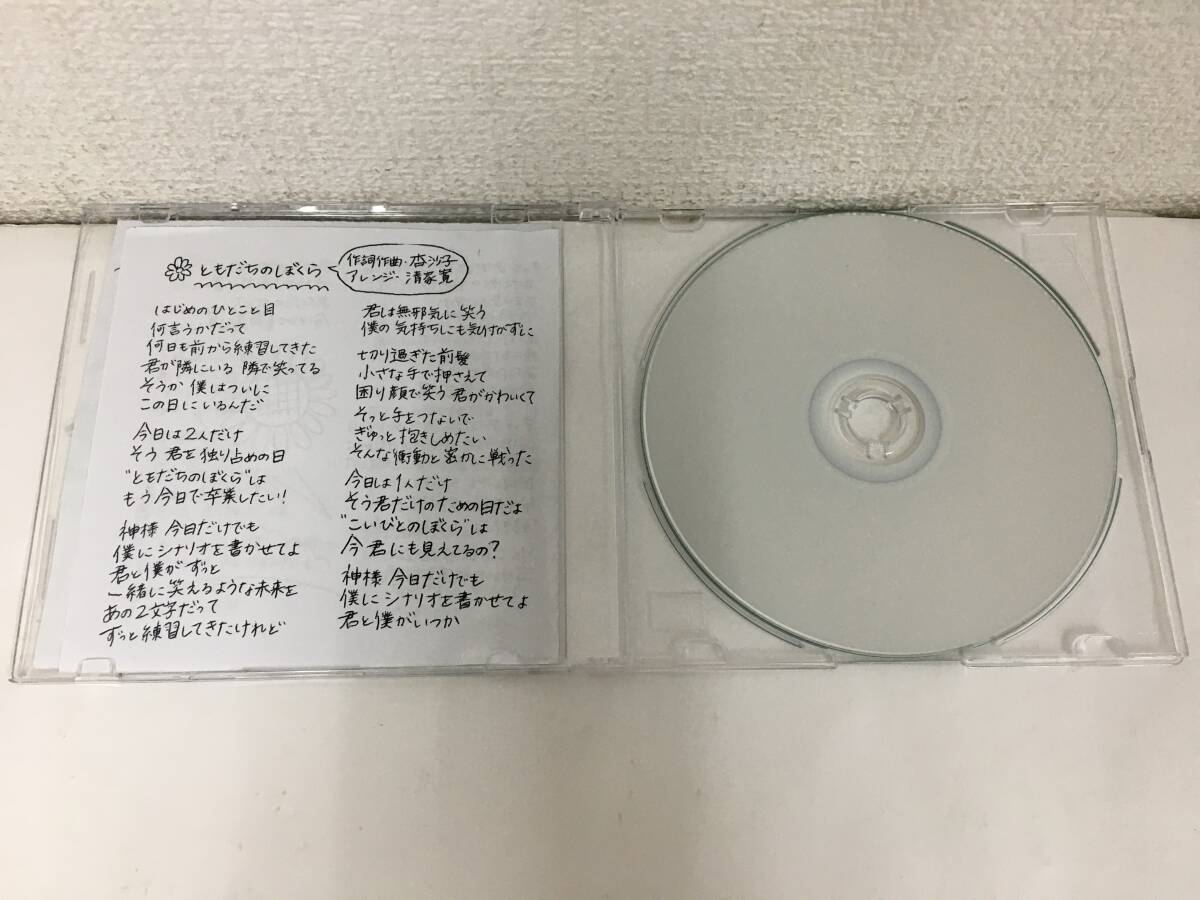 ともだちのぼくら
作詞作曲・杏沙子
アレンジ・清家寛
はじめのひとこと目
何言うかだって
何日も前から練習してきた
君が隣にいる 隣で笑ってる
そうか 僕はついに
この日にいるんだ
今日は2人だけ
そう 君を独り占めの日
"ともだちのぼくら"は
もう今日で卒業したい!
神様 今日だけでも
僕にシナリオを書かせてよ
君と僕がずっと
一緒に笑えるような未来を
あの2文字だって
ずっと練習してきたけれど
君は無邪気に笑う
僕の気持ちにも気付かずに
切り過ぎた前髪
小さな手で押さえて
困り顔で笑う君がかわいくて
そっと手をつないで
ぎゅっと抱きしめたい
そんな衝動と密かに戦った
今日は1人だけ
そう君だけのための日だよ
"こいびとのぼくら"は
今 君にも見えてるの?
神様 今日だけでも
僕にシナリオを書かせてよ
君と僕がいつか